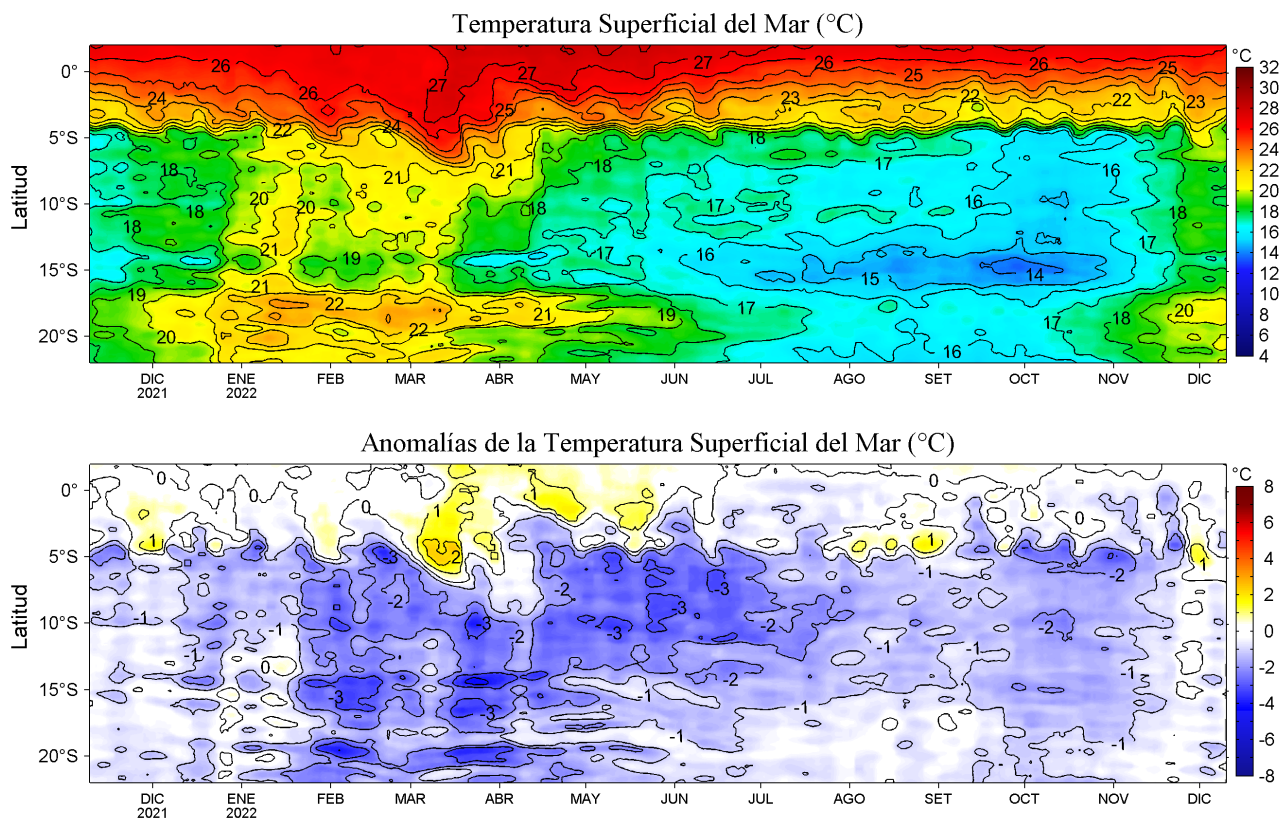 Temperatura Superficial del Mar (°C)
°C
32
30
28
26
24
22
20
18
16
14
12
10
8
6
4
Latitud
0°
5°S
10°S
15°S
20°S
26 26 27 27 27 26 26 25
24 26 25 25 23 22 22 23
22 24 18
18 21 21 18 17 16
20 20 18 17 16
18 18 18
21 19 17 16 15 14 17
19 21 22 21 19 17 17 18 20
20 22 16
DIC ENE FEB MAR ABR MAY JUN JUL AGO SET OCT NOV DIC
2021 2022
Anomalías de la Temperatura Superficial del Mar (°C)
°C
8
6
4
2
0
-2
-4
-6
-8
Latitud
0°
5°S
10°S
15°S
20°S
0 0 0 1 1 0 0
1 -3 2 1 1
-2 -2 -3 -3 -1 -2
-1 -1 -2 -3 -2 -2
-1 0 -1 -1
-3 -3 -1 -2 -1
-1 -1
DIC ENE FEB MAR ABR MAY JUN JUL AGO SET OCT NOV DIC
2021 2022